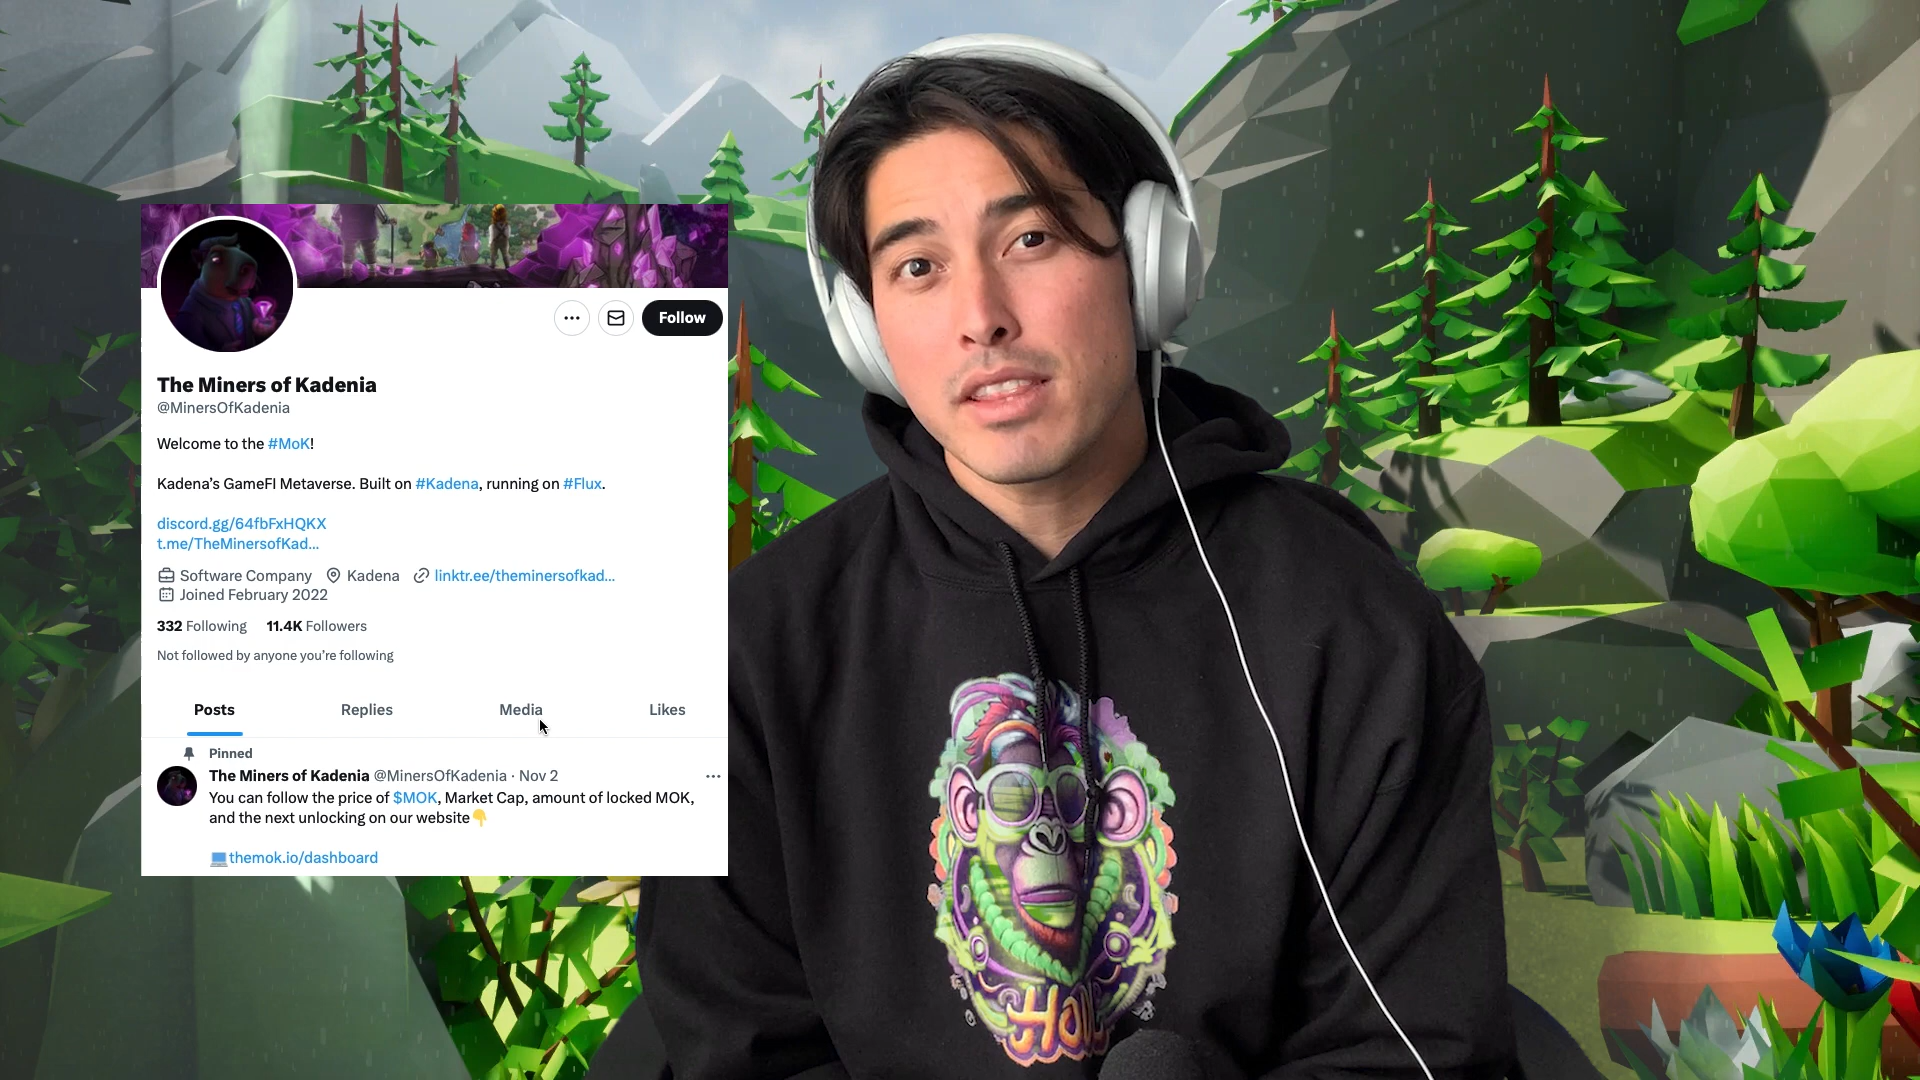 Follow
The Miners of Kadenia
@MinersOfKadenia
Welcome to the #MoK!
Kadena’s GameFI Metaverse. Built on #Kadena, running on #Flux.
discord.gg/64fbFxHQKX
t.me/TheMinersofKad...
Software Company Kadena linktr.ee/theminersofkad...
Joined February 2022
332 Following 11.4K Followers
Not followed by anyone you’re following
Posts Replies Media Likes
Pinned
The Miners of Kadenia @MinersOfKadenia · Nov 2
You can follow the price of $MOK, Market Cap, amount of locked MOK,
and the next unlocking on our website👇
💻themok.io/dashboard